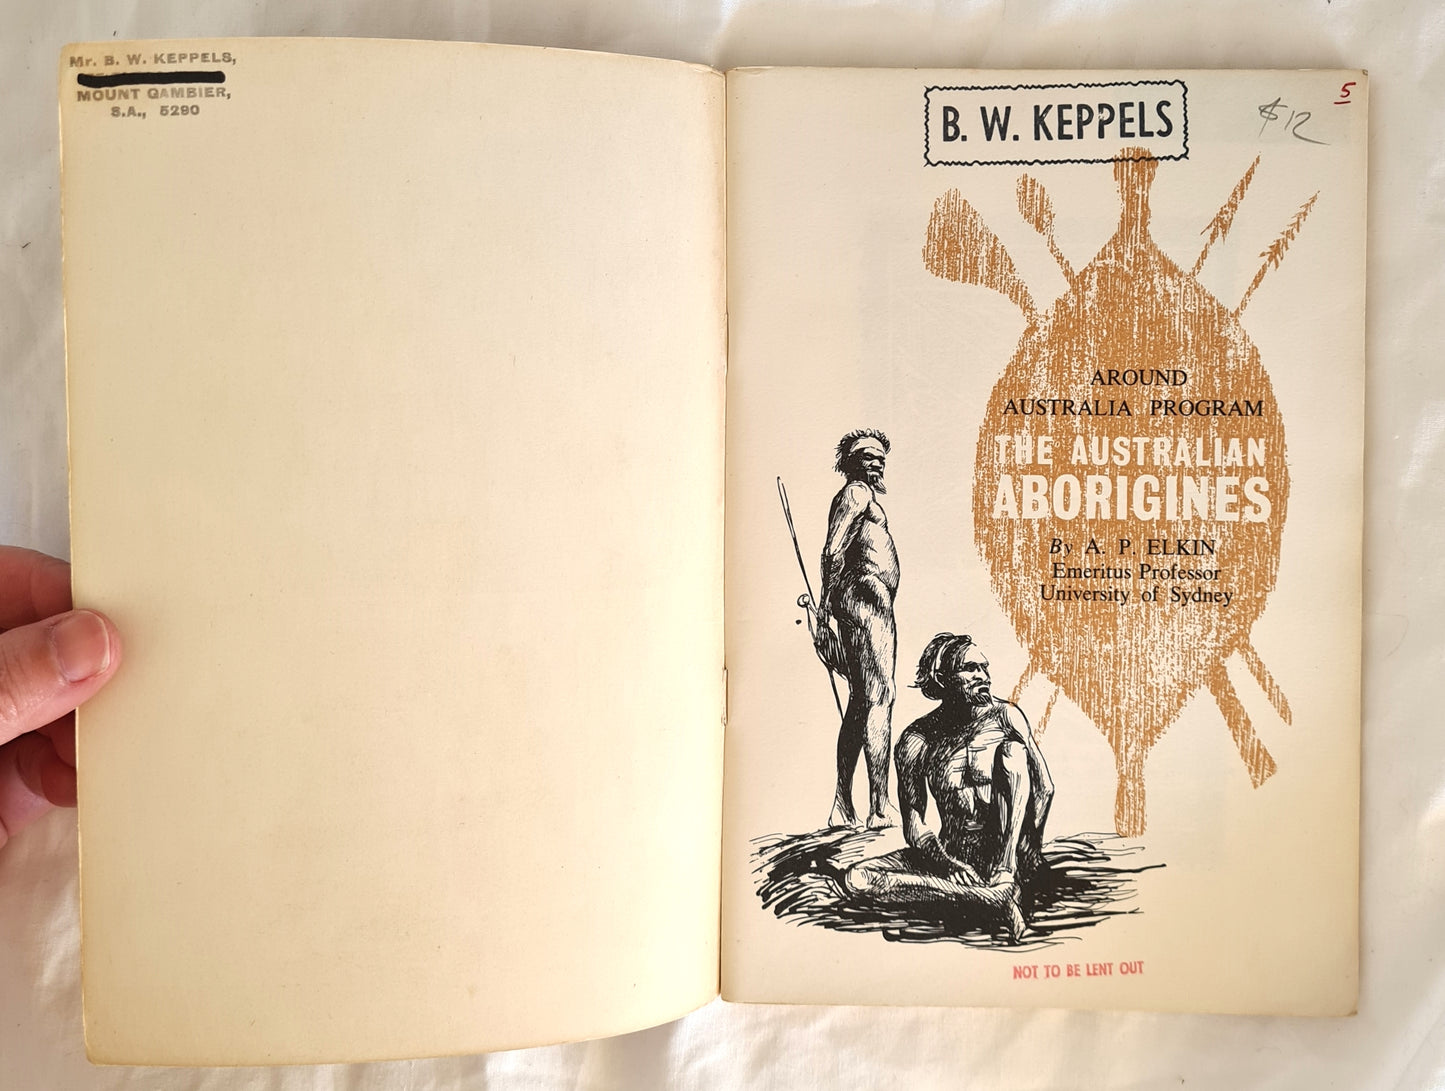 Mr. B. W. KEPPELS,
MOUNT GAMBIER,
S.A., 5290
B. W. KEPPELS
$12
5
AROUND
AUSTRALIA PROGRAM
THE AUSTRALIAN
ABORIGINES
By A. P. ELKIN
Emeritus Professor
University of Sydney
NOT TO BE LENT OUT